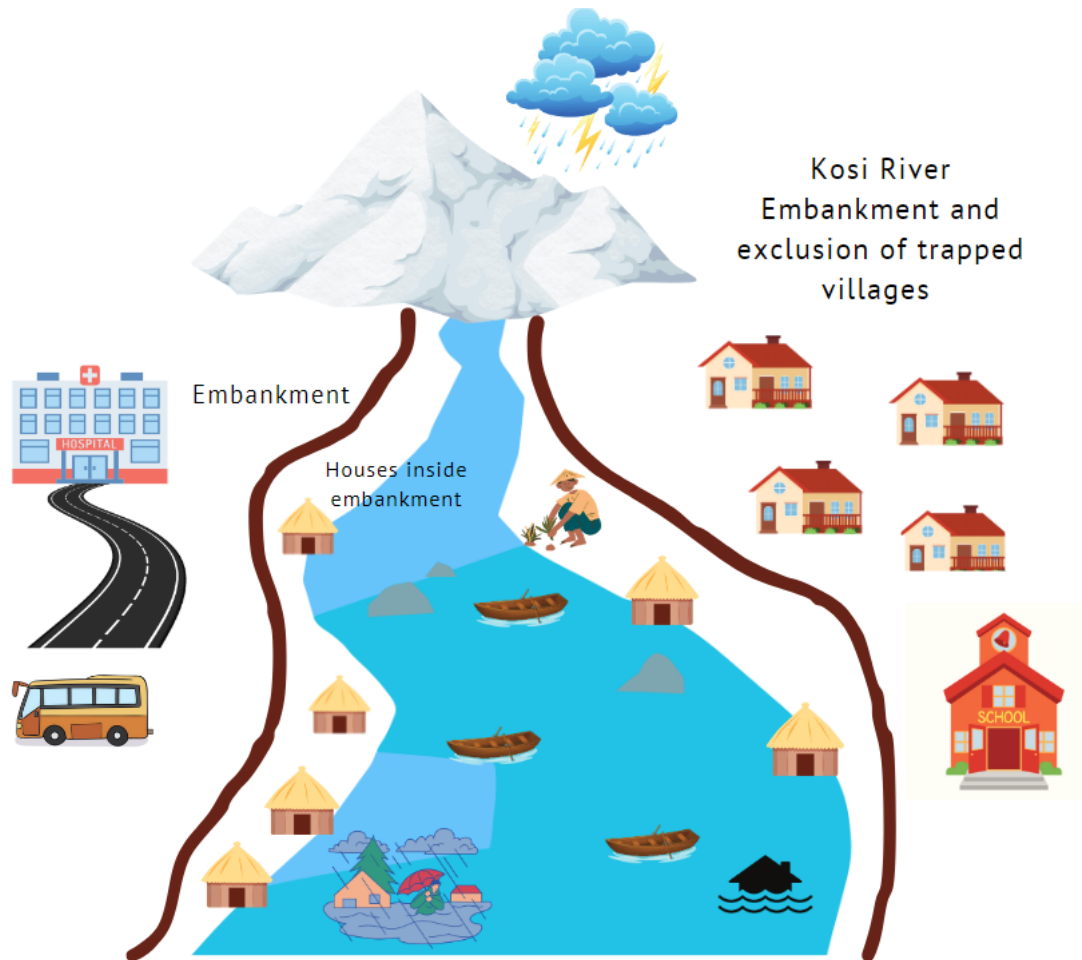 Kosi River
Embankment and
exclusion of trapped
villages
Embankment
HOSPITAL
Houses inside
embankment
SCHOOL